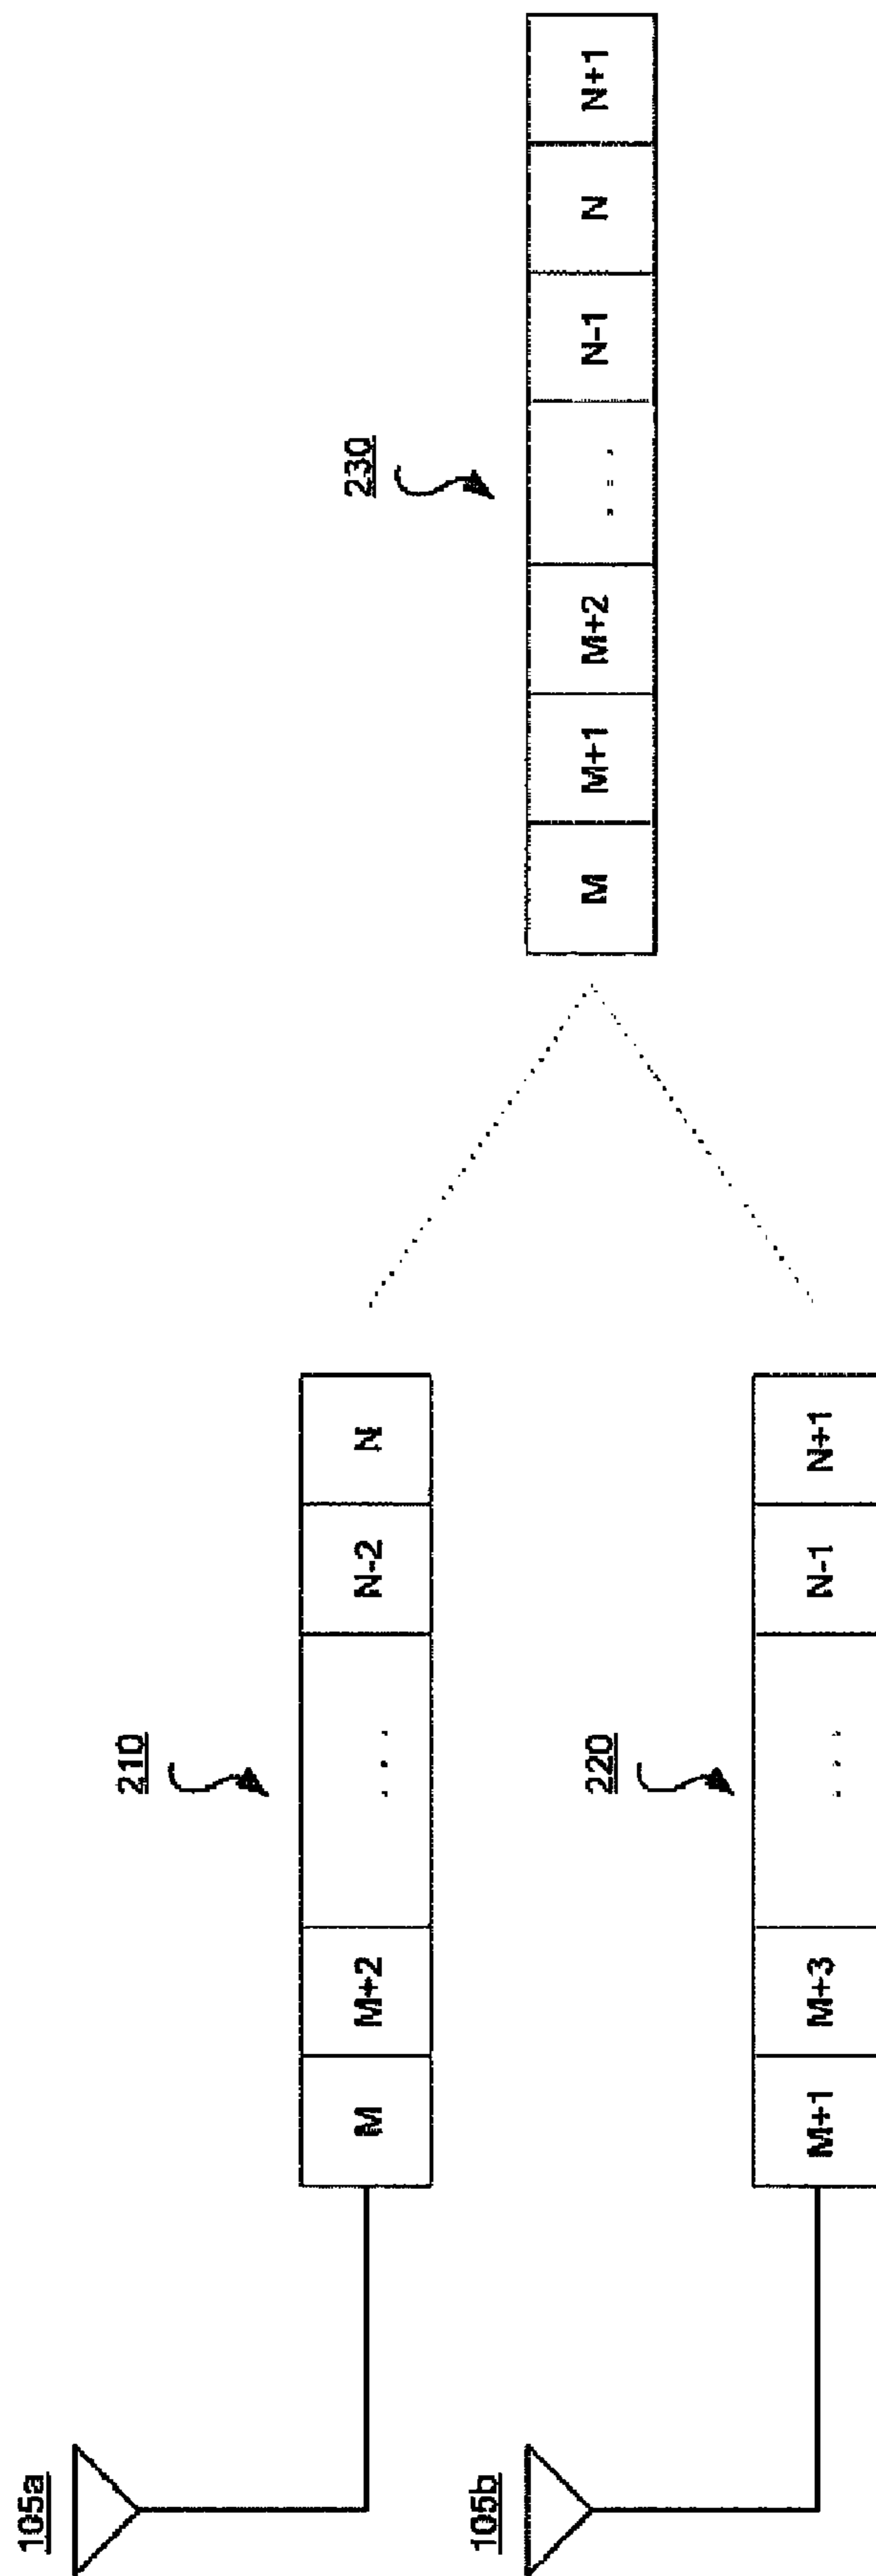 105a
210
M M+2 ... N-2 N
105b
220
M+1 M+3 ... N-1 N+1
230
M M+1 M+2 ... N-1 N N+1